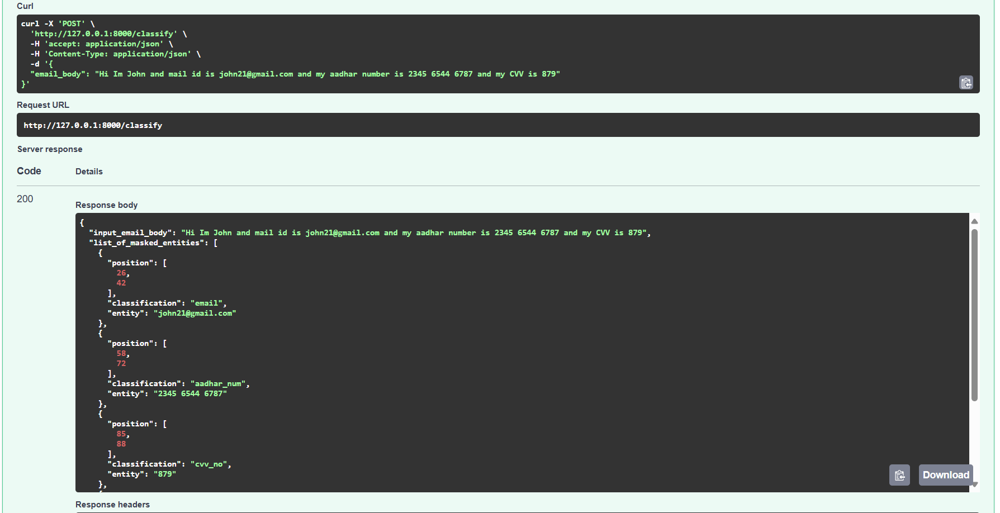 Curl
curl -X 'POST' \
  'http://127.0.0.1:8000/classify' \
  -H 'accept: application/json' \
  -H 'Content-Type: application/json' \
  -d '{
  "email_body": "Hi Im John and mail id is john21@gmail.com and my aadhar number is 2345 6544 6787 and my CVV is 879"
}'
Request URL
http://127.0.0.1:8000/classify
Server response
Code Details
200
Response body
{
  "input_email_body": "Hi Im John and mail id is john21@gmail.com and my aadhar number is 2345 6544 6787 and my CVV is 879",
  "list_of_masked_entities": [
    {
      "position": [
        26,
        42
      ],
      "classification": "email",
      "entity": "john21@gmail.com"
    },
    {
      "position": [
        58,
        72
      ],
      "classification": "aadhar_num",
      "entity": "2345 6544 6787"
    },
    {
      "position": [
        85,
        88
      ],
      "classification": "cvv_no",
      "entity": "879"
    },
Download
Response headers